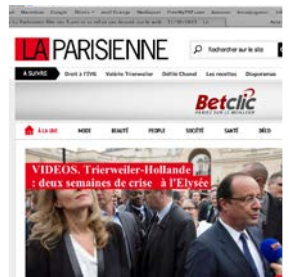 LA PARISIENNE
Rechercher sur le site
À SUIVRE Droit à l'IVG Valérie Trierweiler Défilé Chanel Les recettes Diaporamas
Betclic
À LA UNE MODE BEAUTÉ PEOPLE SOCIÉTÉ SANTÉ DÉCO
VIDEOS. Trierweiler-Hollande
: deux semaines de crise à l'Elysée